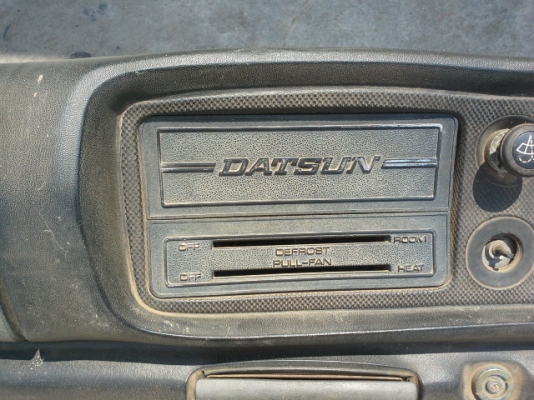 DATSUN
OFF ROOM
DEFROST
PULL-FAN
OFF HEAT